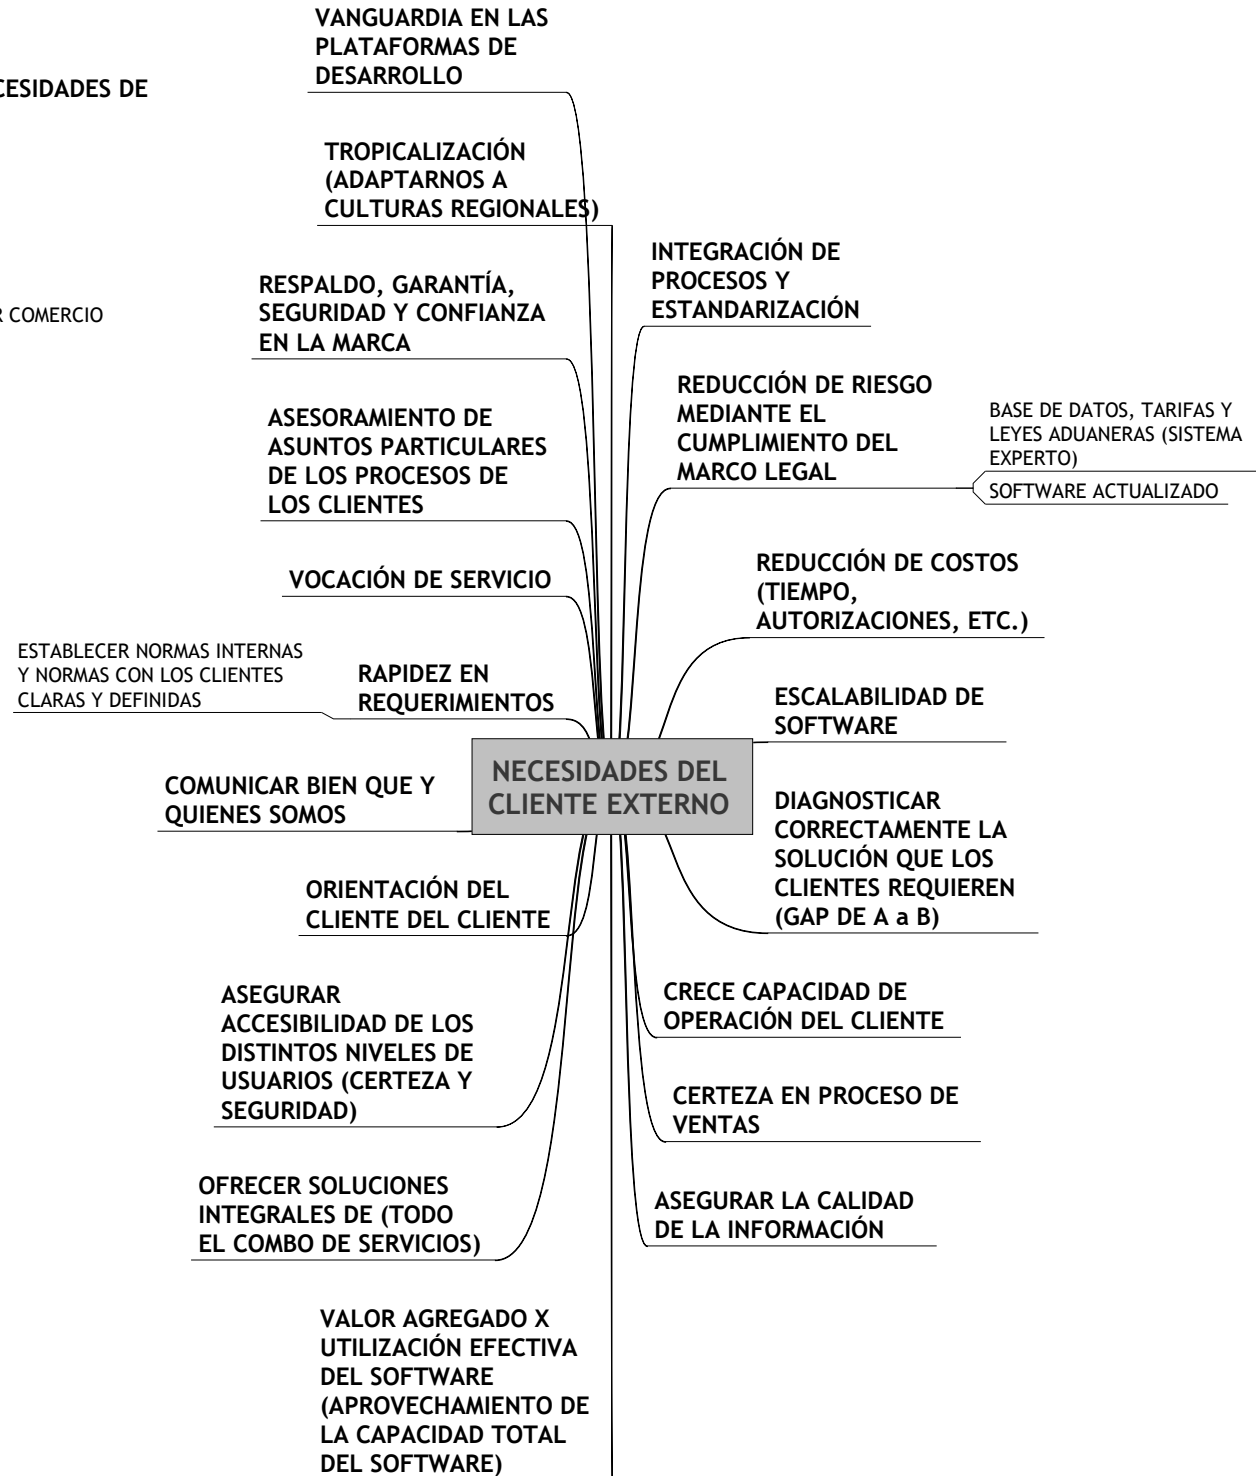 VANGUARDIA EN LAS
PLATAFORMAS DE
DESARROLLO
CESIDADES DE
TROPICALIZACIÓN
(ADAPTARNOS A
CULTURAS REGIONALES)
RESPALDO, GARANTÍA,
SEGURIDAD Y CONFIANZA
EN LA MARCA
R COMERCIO
ASESORAMIENTO DE
ASUNTOS PARTICULARES
DE LOS PROCESOS DE
LOS CLIENTES
VOCACIÓN DE SERVICIO
ESTABLECER NORMAS INTERNAS
Y NORMAS CON LOS CLIENTES
CLARAS Y DEFINIDAS
RAPIDEZ EN
REQUERIMIENTOS
COMUNICAR BIEN QUE Y
QUIENES SOMOS
ORIENTACIÓN DEL
CLIENTE DEL CLIENTE
ASEGURAR
ACCESIBILIDAD DE LOS
DISTINTOS NIVELES DE
USUARIOS (CERTEZA Y
SEGURIDAD)
OFRECER SOLUCIONES
INTEGRALES DE (TODO
EL COMBO DE SERVICIOS)
VALOR AGREGADO X
UTILIZACIÓN EFECTIVA
DEL SOFTWARE
(APROVECHAMIENTO DE
LA CAPACIDAD TOTAL
DEL SOFTWARE)
NECESIDADES DEL
CLIENTE EXTERNO
INTEGRACIÓN DE
PROCESOS Y
ESTANDARIZACIÓN
REDUCCIÓN DE RIESGO
MEDIANTE EL
CUMPLIMIENTO DEL
MARCO LEGAL
BASE DE DATOS, TARIFAS Y
LEYES ADUANERAS (SISTEMA
EXPERTO)
SOFTWARE ACTUALIZADO
REDUCCIÓN DE COSTOS
(TIEMPO,
AUTORIZACIONES, ETC.)
ESCALABILIDAD DE
SOFTWARE
DIAGNOSTICAR
CORRECTAMENTE LA
SOLUCIÓN QUE LOS
CLIENTES REQUIEREN
(GAP DE A a B)
CRECE CAPACIDAD DE
OPERACIÓN DEL CLIENTE
CERTEZA EN PROCESO DE
VENTAS
ASEGURAR LA CALIDAD
DE LA INFORMACIÓN